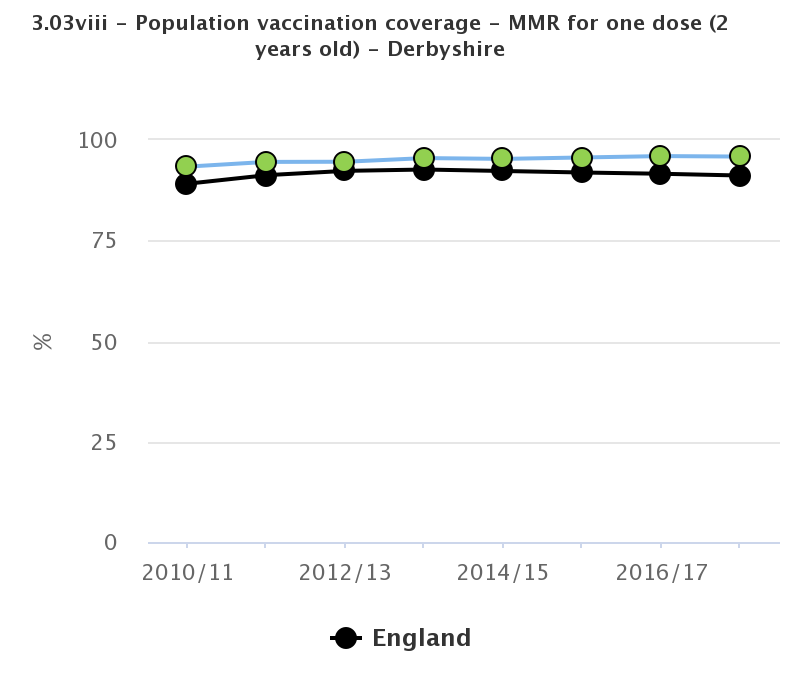 3.03viii – Population vaccination coverage – MMR for one dose (2
years old) – Derbyshire
100
75
%
50
25
0
2010/11 2012/13 2014/15 2016/17
England